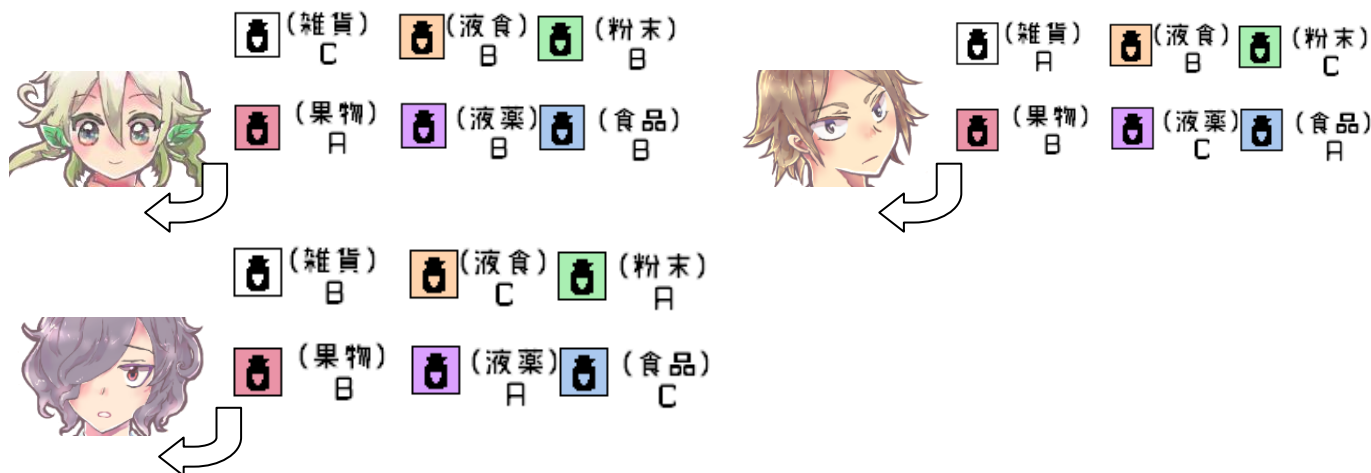 (雑貨) (液食) (粉末)
C B B
(果物) (液薬) (食品)
A B B
(雑貨) (液食) (粉末)
A B C
(果物) (液薬) (食品)
B C A
(雑貨) (液食) (粉末)
B C A
(果物) (液薬) (食品)
B A C